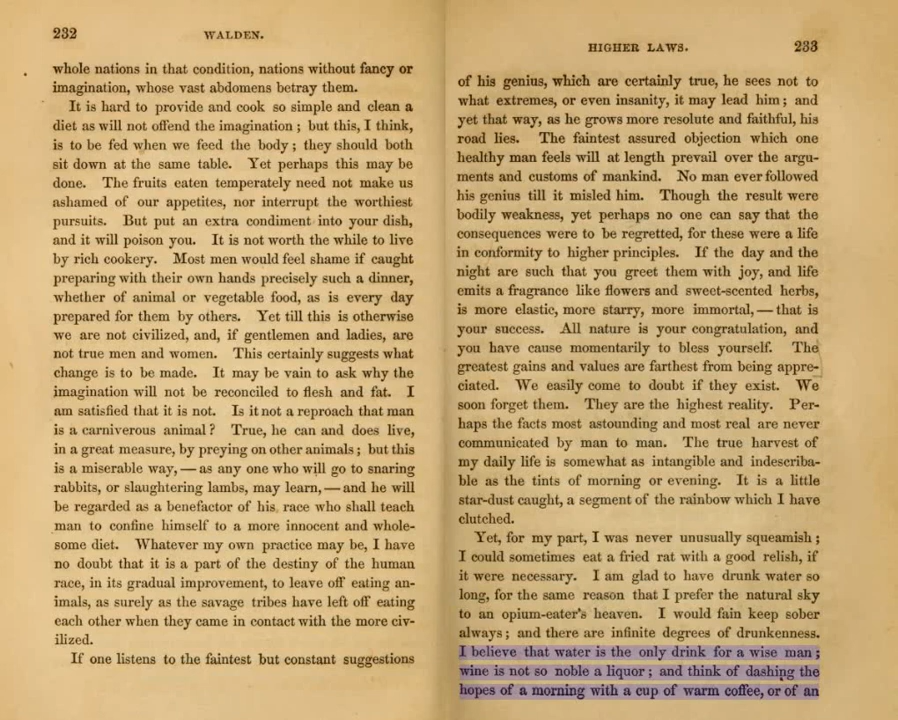 232
WALDEN.
whole nations in that condition, nations without fancy or
imagination, whose vast abdomens betray them.
It is hard to provide and cook so simple and clean a
diet as will not offend the imagination ; but this, I think,
is to be fed when we feed the body ; they should both
sit down at the same table. Yet perhaps this may be
done. The fruits eaten temperately need not make us
ashamed of our appetites, nor interrupt the worthiest
pursuits. But put an extra condiment into your dish,
and it will poison you. It is not worth the while to live
by rich cookery. Most men would feel shame if caught
preparing with their own hands precisely such a dinner,
whether of animal or vegetable food, as is every day
prepared for them by others. Yet till this is otherwise
we are not civilized, and, if gentlemen and ladies, are
not true men and women. This certainly suggests what
change is to be made. It may be vain to ask why the
imagination will not be reconciled to flesh and fat. I
am satisfied that it is not. Is it not a reproach that man
is a carniverous animal ? True, he can and does live,
in a great measure, by preying on other animals ; but this
is a miserable way, — as any one who will go to snaring
rabbits, or slaughtering lambs, may learn, — and he will
be regarded as a benefactor of his race who shall teach
man to confine himself to a more innocent and whole-
some diet. Whatever my own practice may be, I have
no doubt that it is a part of the destiny of the human
race, in its gradual improvement, to leave off eating an-
imals, as surely as the savage tribes have left off eating
each other when they came in contact with the more civ-
ilized.
If one listens to the faintest but constant suggestions
HIGHER LAWS.
233
of his genius, which are certainly true, he sees not to
what extremes, or even insanity, it may lead him ; and
yet that way, as he grows more resolute and faithful, his
road lies. The faintest assured objection which one
healthy man feels will at length prevail over the argu-
ments and customs of mankind. No man ever followed
his genius till it misled him. Though the result were
bodily weakness, yet perhaps no one can say that the
consequences were to be regretted, for these were a life
in conformity to higher principles. If the day and the
night are such that you greet them with joy, and life
emits a fragrance like flowers and sweet-scented herbs,
is more elastic, more starry, more immortal, — that is
your success. All nature is your congratulation, and
you have cause momentarily to bless yourself. The
greatest gains and values are farthest from being appre-
ciated. We easily come to doubt if they exist. We
soon forget them. They are the highest reality. Per-
haps the facts most astounding and most real are never
communicated by man to man. The true harvest of
my daily life is somewhat as intangible and indescriba-
ble as the tints of morning or evening. It is a little
star-dust caught, a segment of the rainbow which I have
clutched.
Yet, for my part, I was never unusually squeamish ;
I could sometimes eat a fried rat with a good relish, if
it were necessary. I am glad to have drunk water so
long, for the same reason that I prefer the natural sky
to an opium-eater's heaven. I would fain keep sober
always ; and there are infinite degrees of drunkenness.
I believe that water is the only drink for a wise man ;
wine is not so noble a liquor ; and think of dashing the
hopes of a morning with a cup of warm coffee, or of an